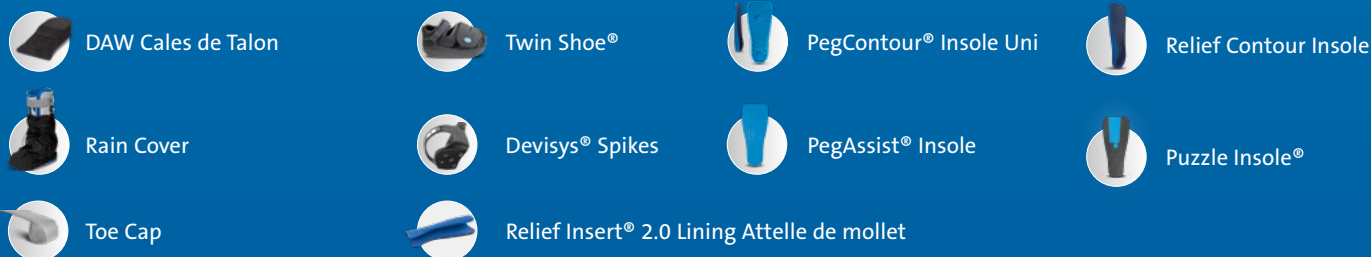 DAW Cales de Talon
Twin Shoe®
PegContour® Insole Uni
Relief Contour Insole
Rain Cover
Devisys® Spikes
PegAssist® Insole
Puzzle Insole®
Toe Cap
Relief Insert® 2.0 Lining Attelle de mollet